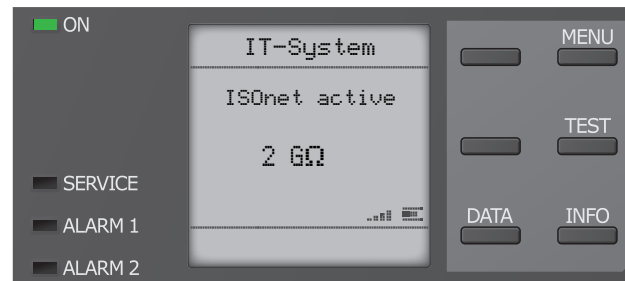 ON
IT-System
ISOnet active
2 GΩ
SERVICE
ALARM 1
ALARM 2
MENU
TEST
DATA
INFO